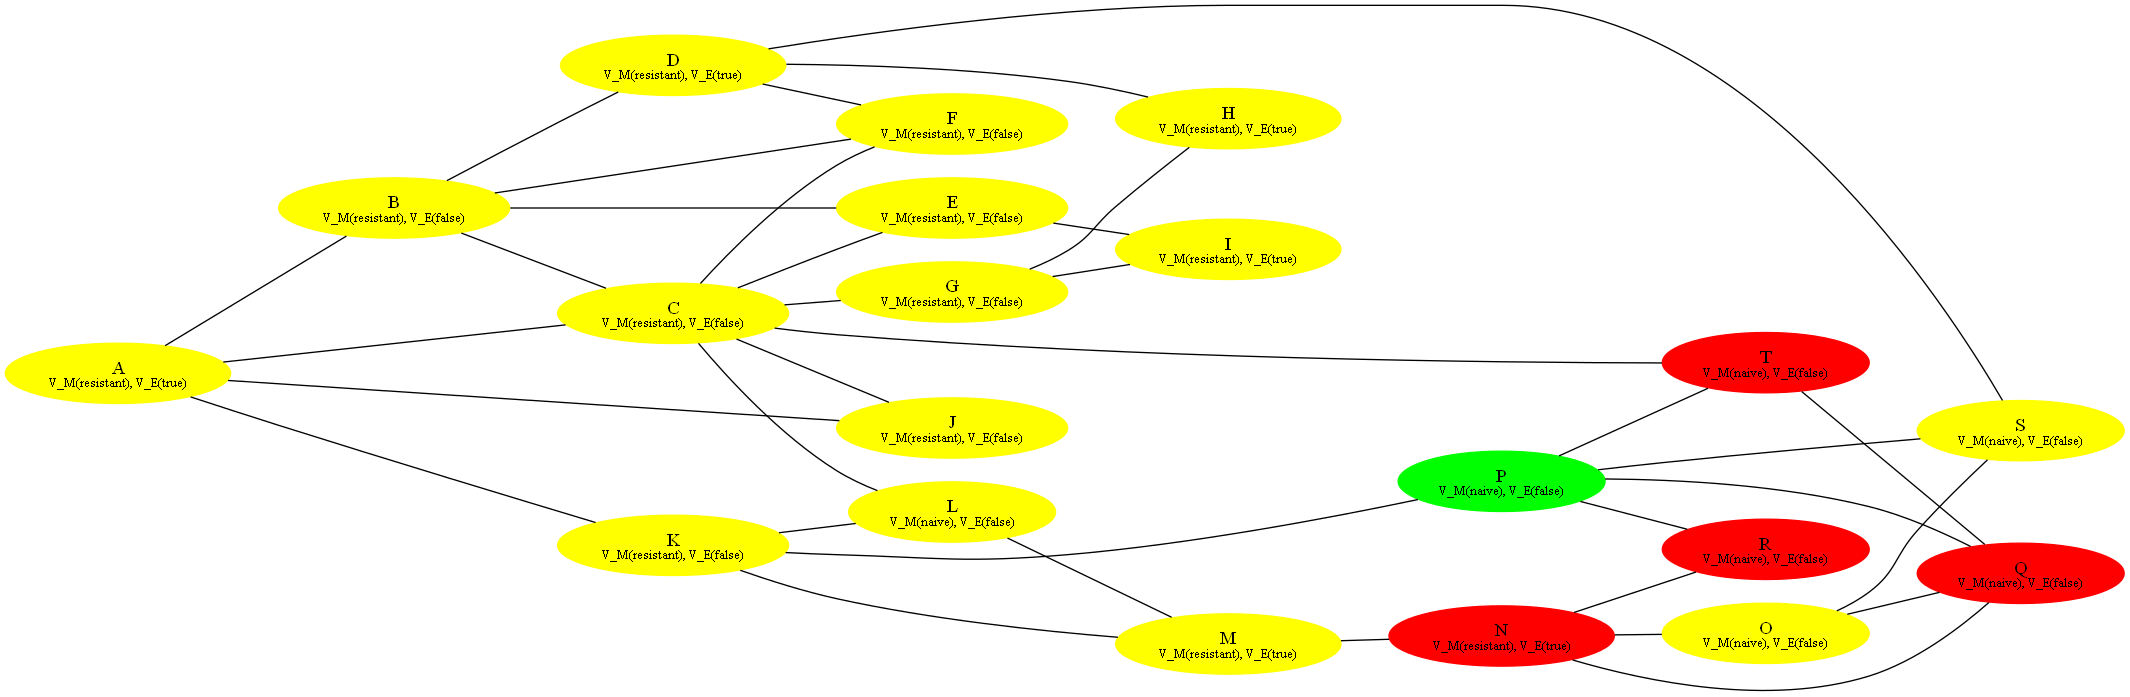 D
V_M(resistant), V_E(true)
F
V_M(resistant), V_E(false)
H
V_M(resistant), V_E(true)
B
V_M(resistant), V_E(false)
E
V_M(resistant), V_E(false)
I
V_M(resistant), V_E(true)
G
V_M(resistant), V_E(false)
C
V_M(resistant), V_E(false)
T
V_M(naive), V_E(false)
A
V_M(resistant), V_E(true)
J
V_M(resistant), V_E(false)
S
V_M(naive), V_E(false)
P
V_M(naive), V_E(false)
L
V_M(naive), V_E(false)
K
V_M(resistant), V_E(false)
R
V_M(naive), V_E(false)
Q
V_M(naive), V_E(false)
O
V_M(naive), V_E(false)
N
V_M(resistant), V_E(true)
M
V_M(resistant), V_E(true)